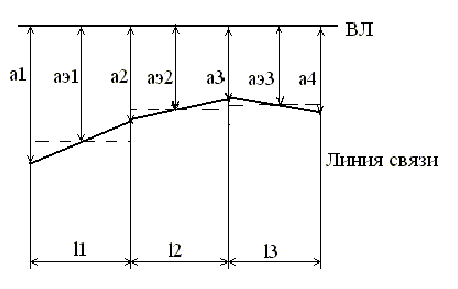 ВЛ
а1 аэ1 а2 аэ2 а3 аэ3 а4
Линия связи
l1 l2 l3